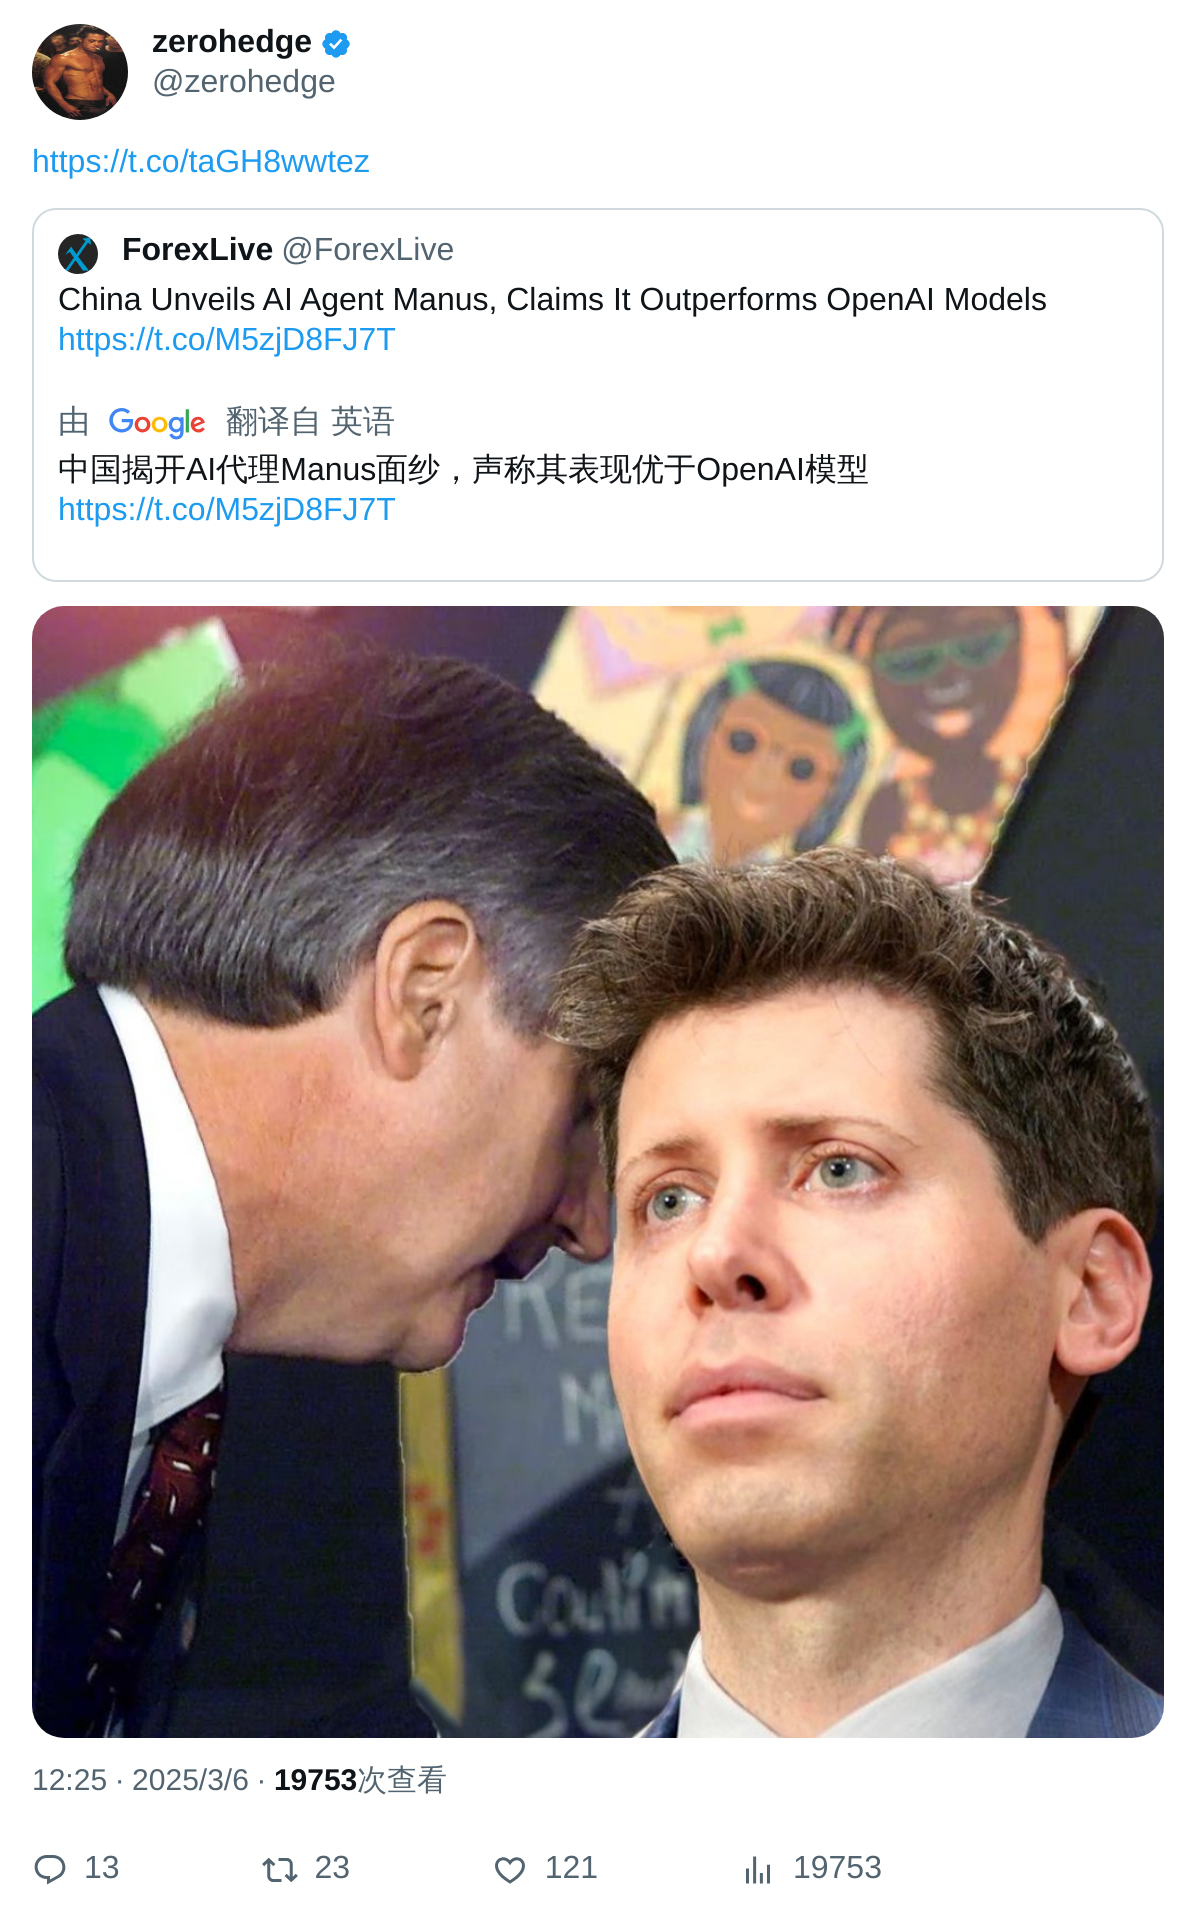 zerohedge
@zerohedge
https://t.co/taGH8wwtez
ForexLive @ForexLive
China Unveils AI Agent Manus, Claims It Outperforms OpenAI Models
https://t.co/M5zjD8FJ7T
由 Google 翻译自 英语
中国揭开AI代理Manus面纱，声称其表现优于OpenAI模型
https://t.co/M5zjD8FJ7T
RE
12:25 · 2025/3/6 · 19753次查看
13 23 121 19753